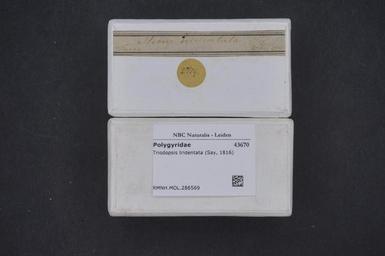 NBC Naturalis - Leiden
Polygyridae 43670
Triodopsis tridentata (Say, 1816)
RMNH.MOL.286569